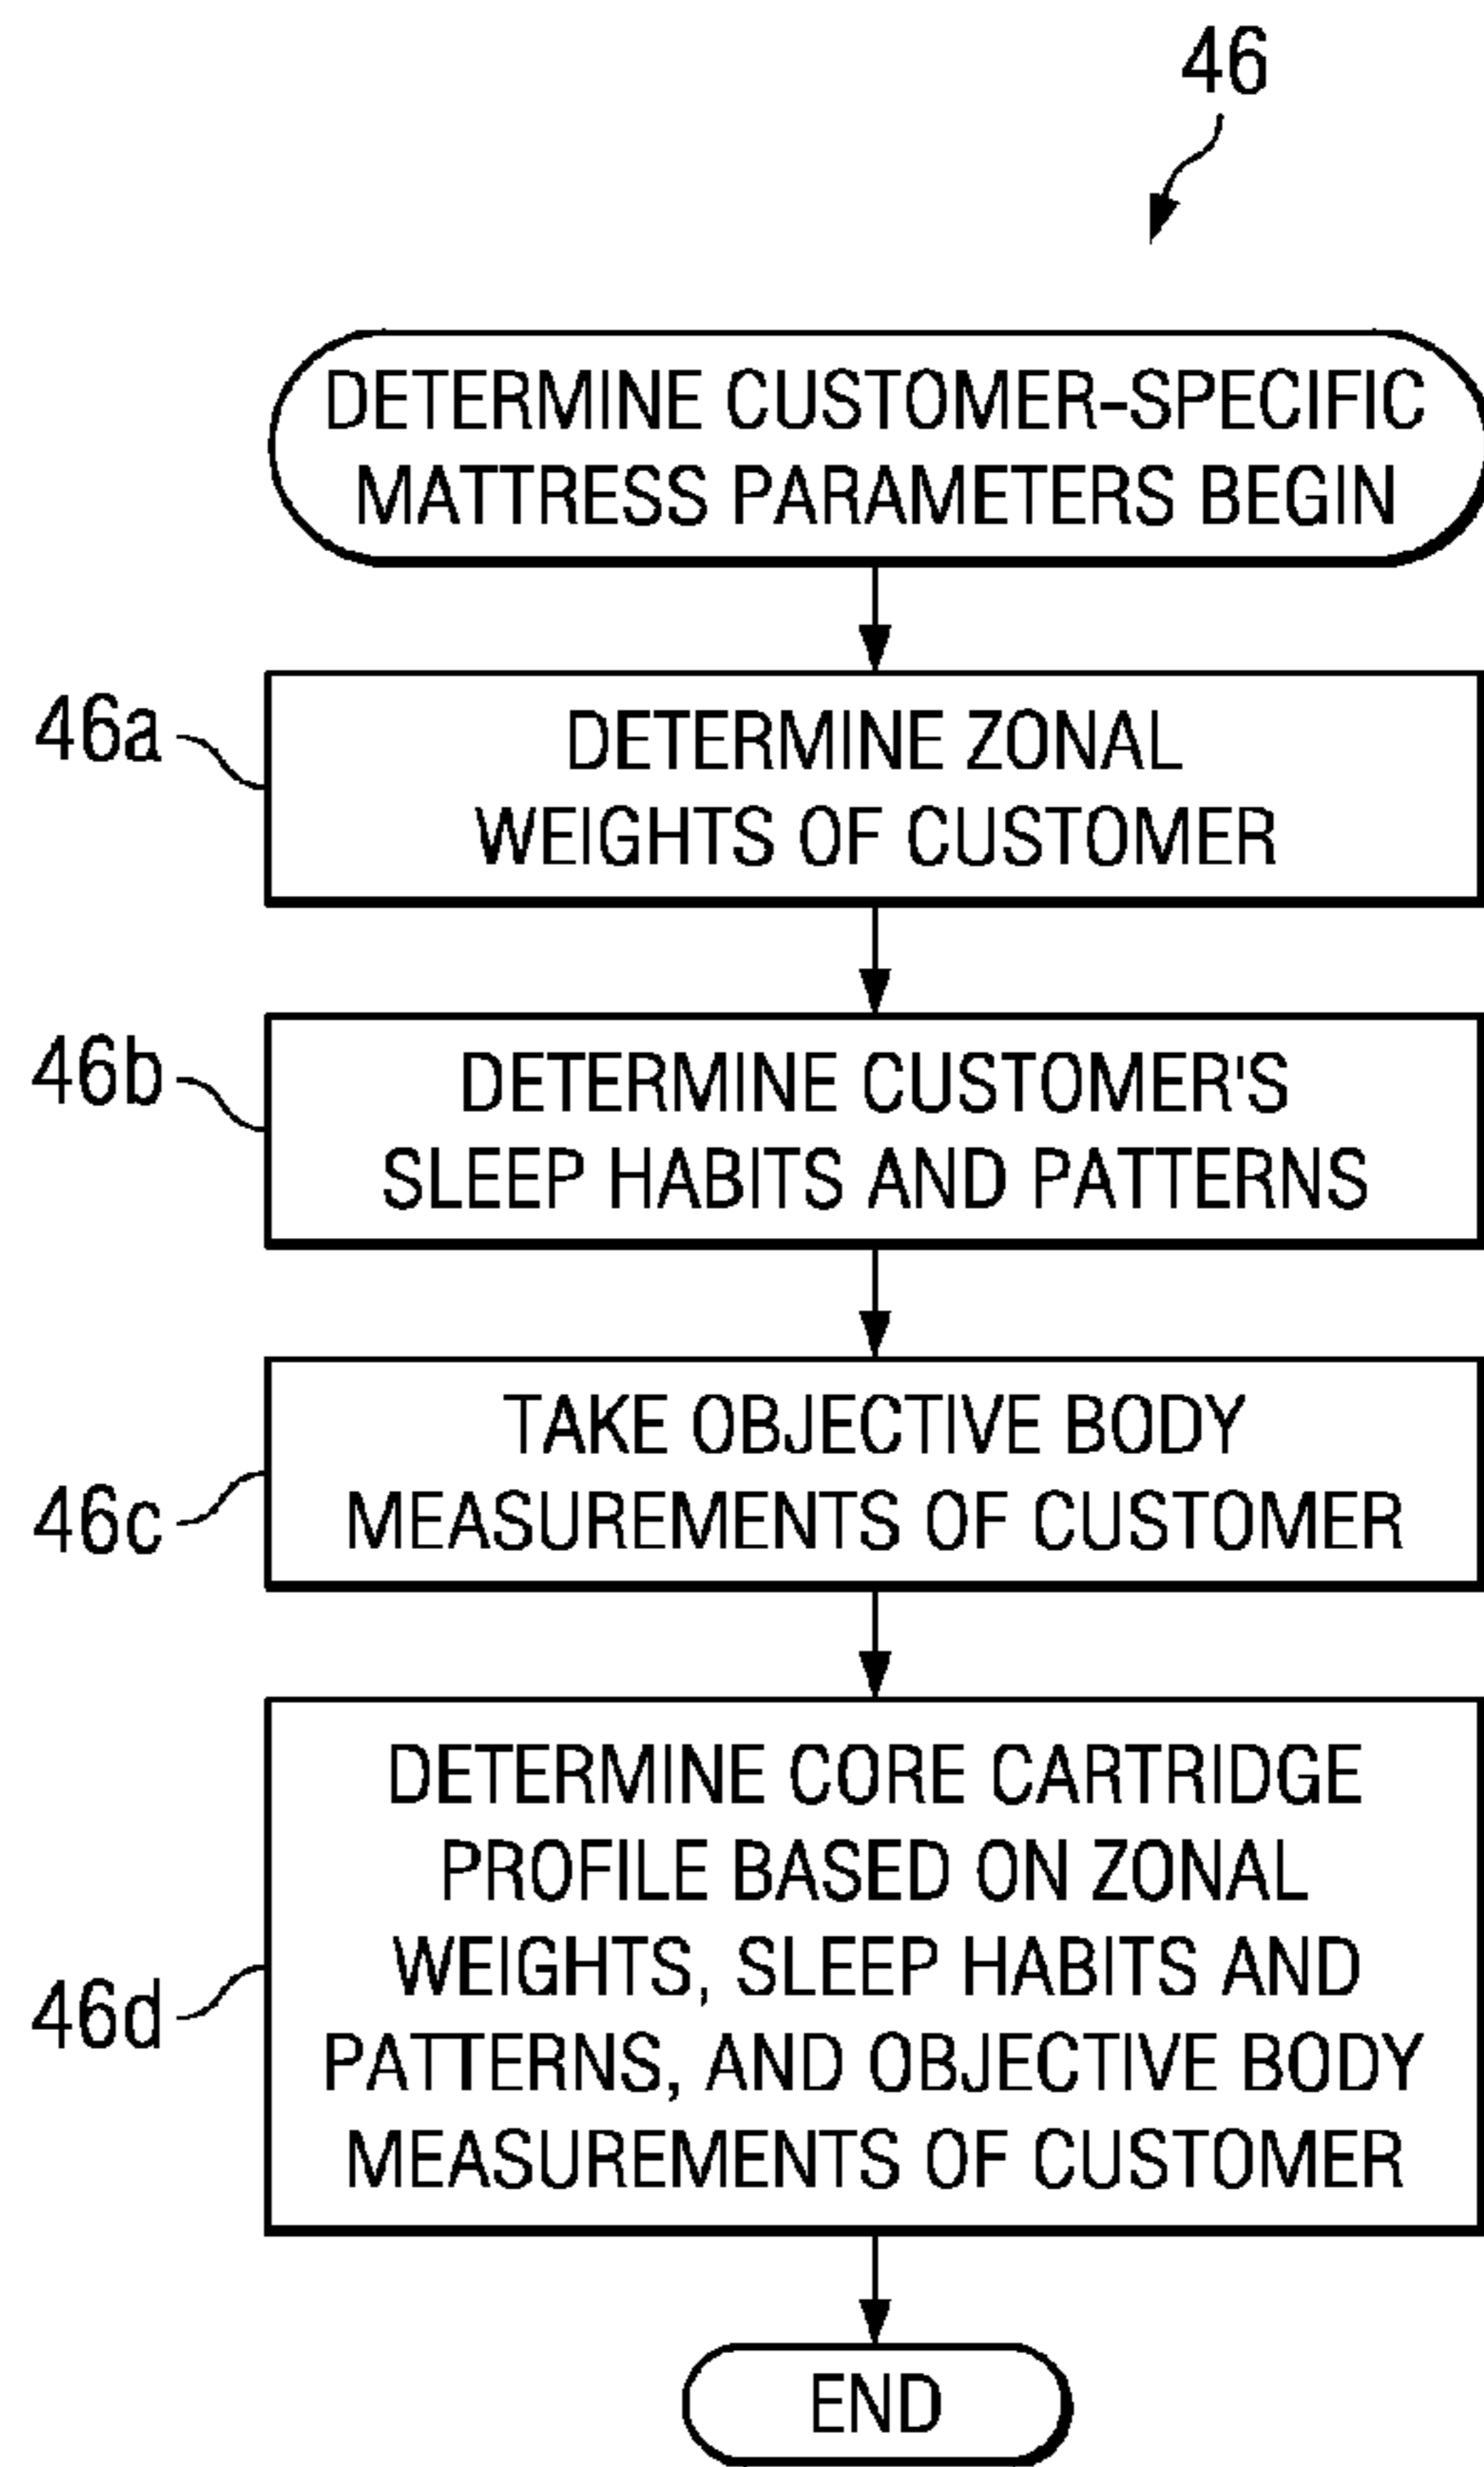 46
DETERMINE CUSTOMER-SPECIFIC
MATTRESS PARAMETERS BEGIN
46a
DETERMINE ZONAL
WEIGHTS OF CUSTOMER
46b
DETERMINE CUSTOMER'S
SLEEP HABITS AND PATTERNS
46c
TAKE OBJECTIVE BODY
MEASUREMENTS OF CUSTOMER
46d
DETERMINE CORE CARTRIDGE
PROFILE BASED ON ZONAL
WEIGHTS, SLEEP HABITS AND
PATTERNS, AND OBJECTIVE BODY
MEASUREMENTS OF CUSTOMER
END